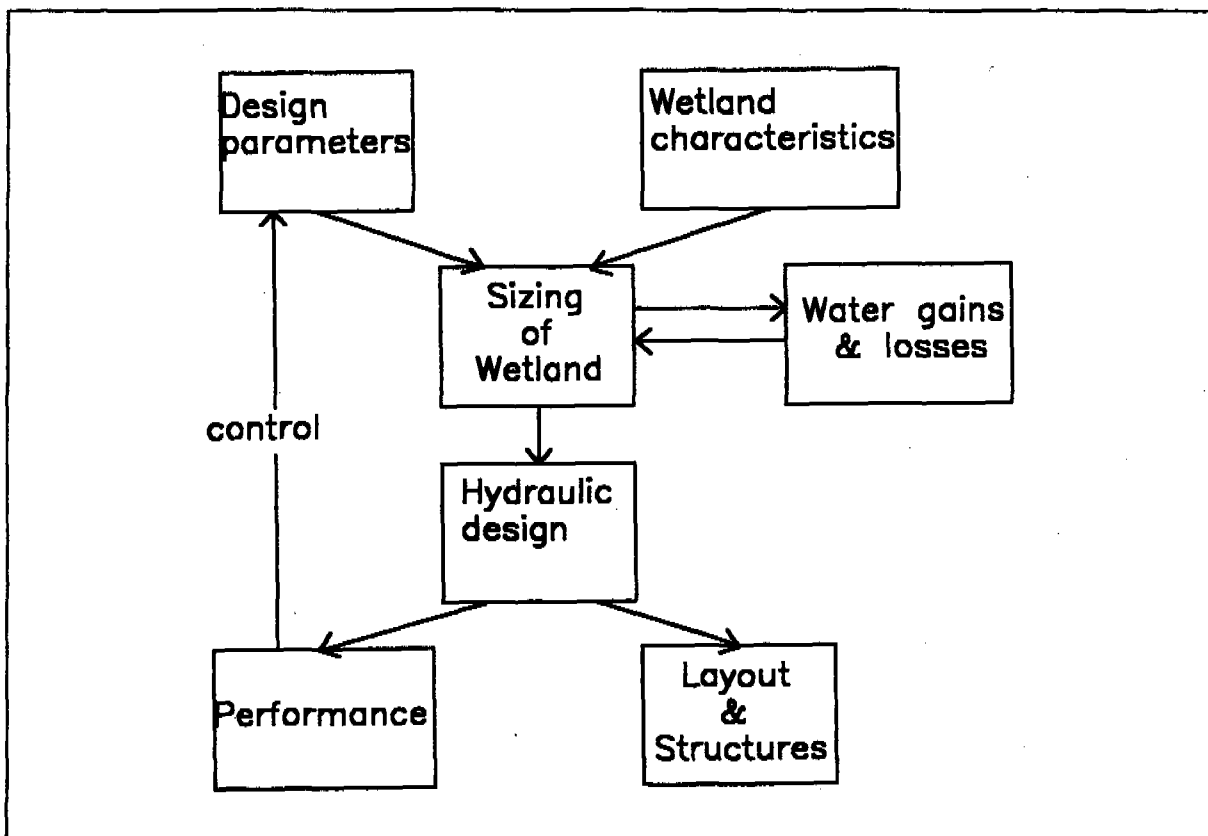 Design
parameters
Wetland
characteristics
Sizing
of
Wetland
Water gains
& losses
control
Hydraulic
design
Performance
Layout
&
Structures